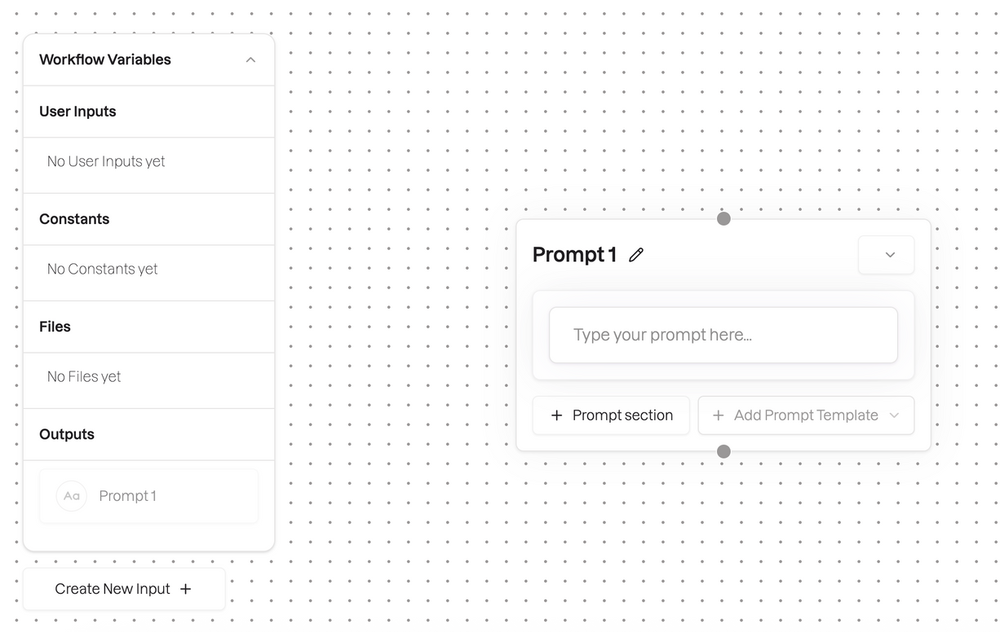 Workflow Variables
User Inputs
No User Inputs yet
Constants
No Constants yet
Files
No Files yet
Outputs
Aa Prompt 1
Create New Input +
Prompt 1
Type your prompt here...
+ Prompt section
+ Add Prompt Template